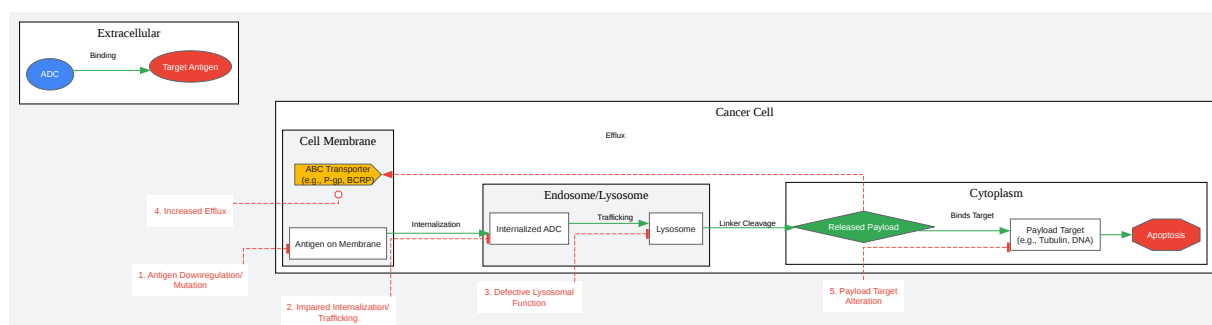 Extracellular
Binding
ADC
Target Antigen
Cancer Cell
Efflux
Cell Membrane
ABC Transporter
(e.g., P-gp, BCRP)
4. Increased Efflux
Antigen on Membrane
1. Antigen Downregulation/
Mutation
Internalization
2. Impaired Internalization/
Trafficking
Endosome/Lysosome
Internalized ADC
Trafficking
Lysosome
3. Defective Lysosomal
Function
Linker Cleavage
Cytoplasm
Released Payload
Binds Target
Payload Target
(e.g., Tubulin, DNA)
Apoptosis
5. Payload Target
Alteration